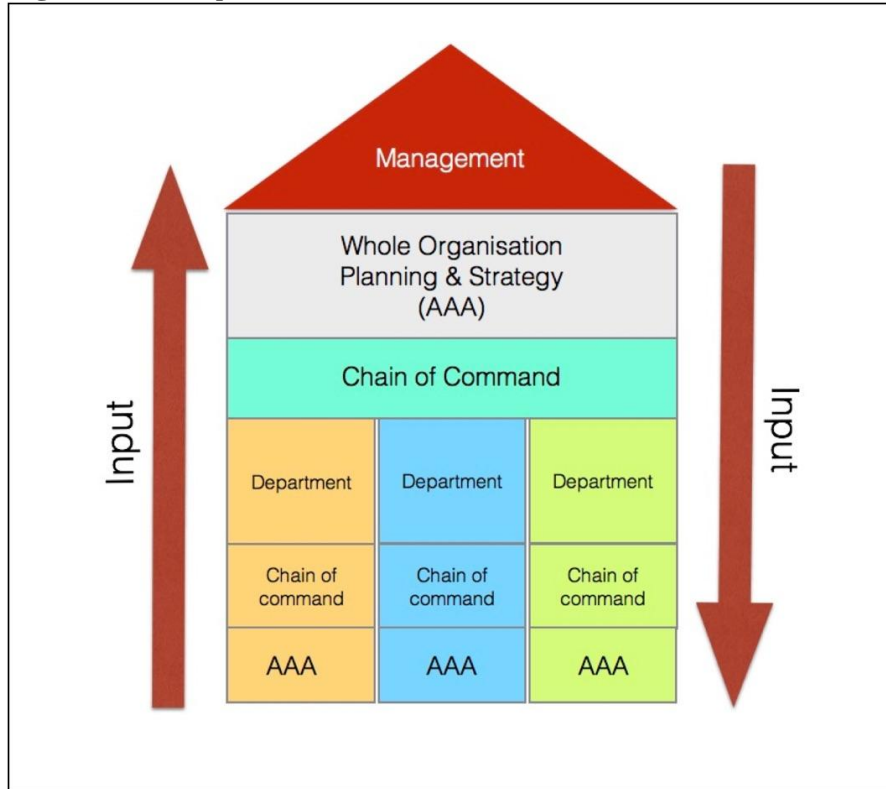 Management
Whole Organisation
Planning & Strategy
(AAA)
Chain of Command
Input
Input
Department
Department
Department
Chain of
command
Chain of
command
Chain of
command
AAA
AAA
AAA